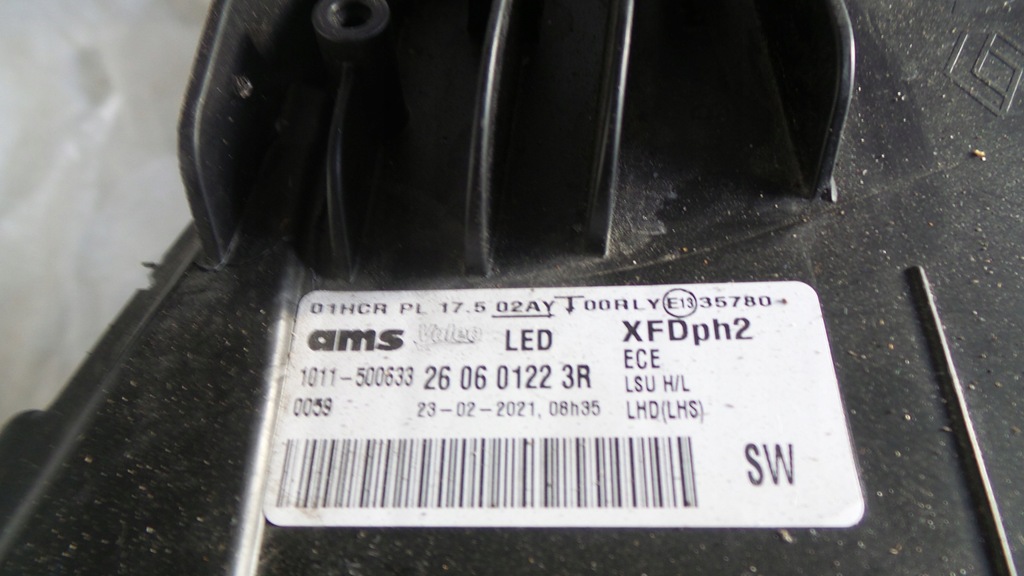 01HCR PL 17.5 02AY 00RLY E13 35780
ams Valeo LED XFDph2
ECE
1011-500633 26 06 0122 3R LSU H/L
0059 23-02-2021, 08h35 LHD(LHS)
SW